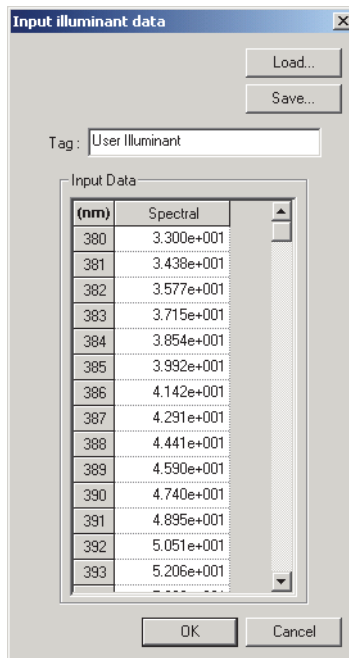 Input illuminant data
Load...
Save...
Tag : User Illuminant
Input Data
(nm) Spectral
380 3.300e+001
381 3.438e+001
382 3.577e+001
383 3.715e+001
384 3.854e+001
385 3.992e+001
386 4.142e+001
387 4.291e+001
388 4.441e+001
389 4.590e+001
390 4.740e+001
391 4.895e+001
392 5.051e+001
393 5.206e+001
OK Cancel